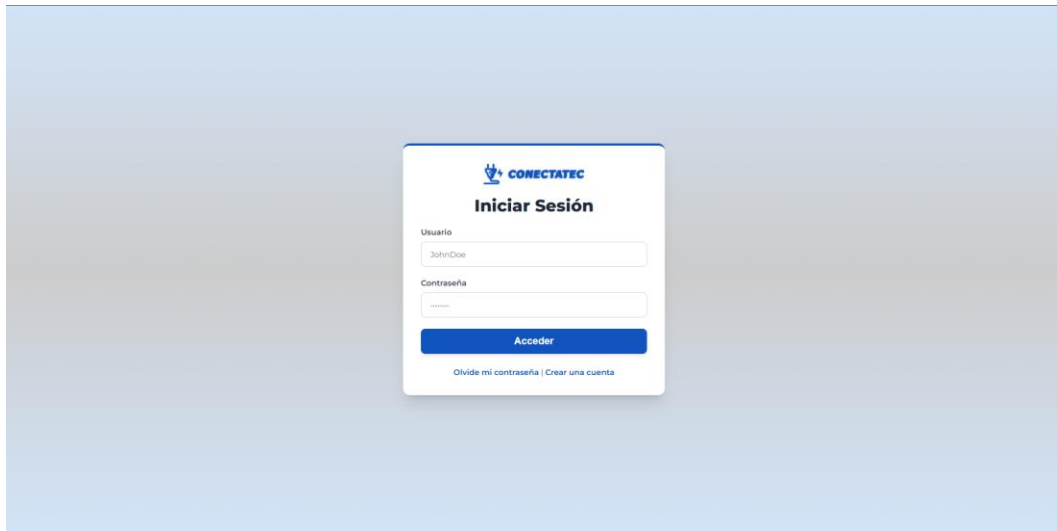 CONECTATEC
Iniciar Sesión
Usuario
JohnDoe
Contraseña
........
Acceder
Olvide mi contraseña | Crear una cuenta